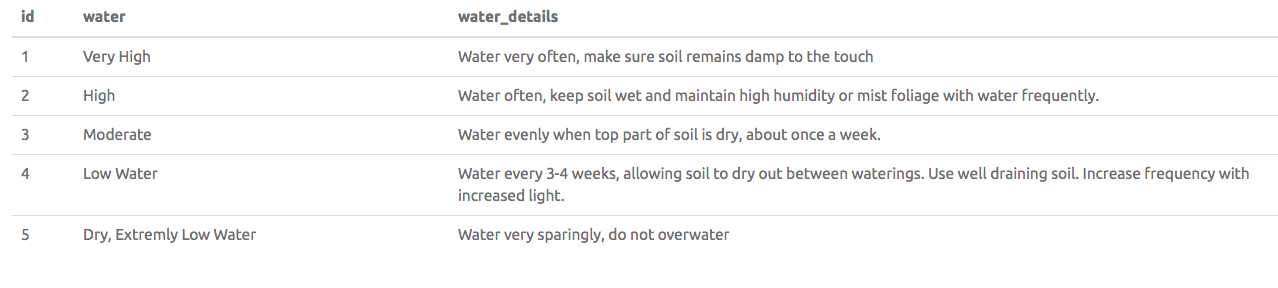 id water water_details
1 Very High Water very often, make sure soil remains damp to the touch
2 High Water often, keep soil wet and maintain high humidity or mist foliage with water frequently.
3 Moderate Water evenly when top part of soil is dry, about once a week.
4 Low Water Water every 3-4 weeks, allowing soil to dry out between waterings. Use well draining soil. Increase frequency with
increased light.
5 Dry, Extremly Low Water Water very sparingly, do not overwater